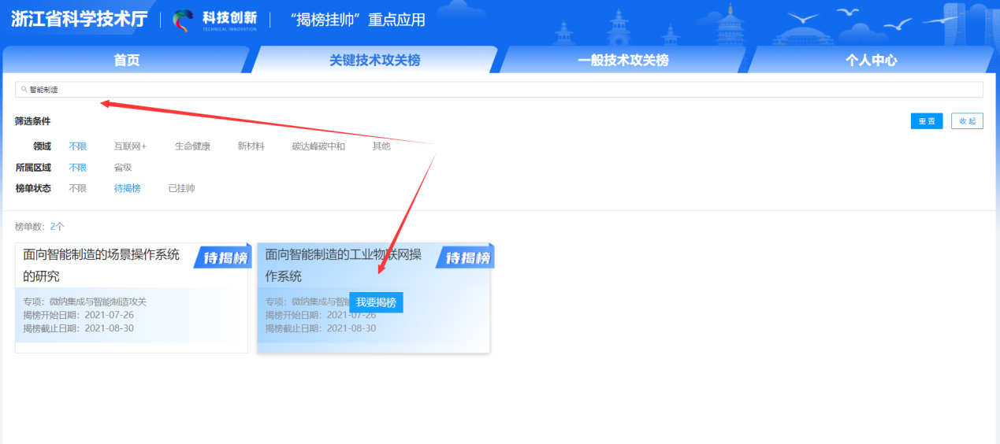 浙江省科学技术厅 科技创新 TECHNICAL INNOVATION “揭榜挂帅”重点应用
首页 关键技术攻关榜 一般技术攻关榜 个人中心
智能制造
筛选条件 重置 收起
领域 不限 互联网+ 生命健康 新材料 碳达峰碳中和 其他
所属区域 不限 省级
榜单状态 不限 待揭榜 已挂帅
榜单数：2个
面向智能制造的场景操作系统
的研究
待揭榜
专项：微纳集成与智能制造攻关
揭榜开始日期：2021-07-26
揭榜截止日期：2021-08-30
面向智能制造的工业物联网操
作系统
待揭榜
专项：微纳集成与智能
我要揭榜
揭榜开始日期：2021-07-26
揭榜截止日期：2021-08-30